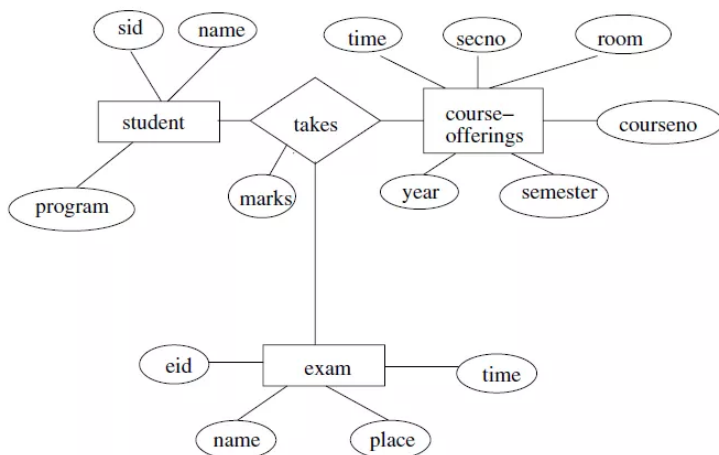 sid
name
time
secno
room
student
takes
course–
offerings
courseno
program
marks
year
semester
eid
exam
time
name
place